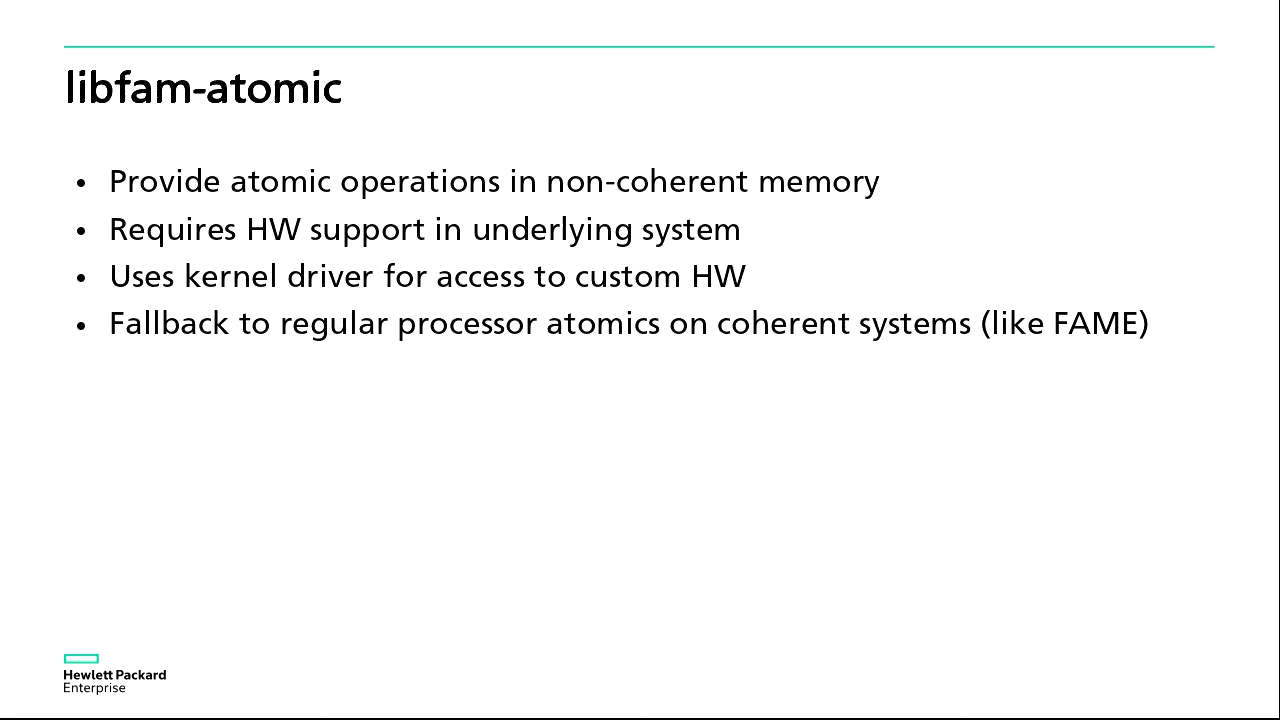 libfam-atomic
• Provide atomic operations in non-coherent memory
• Requires HW support in underlying system
• Uses kernel driver for access to custom HW
• Fallback to regular processor atomics on coherent systems (like FAME)
Hewlett Packard
Enterprise